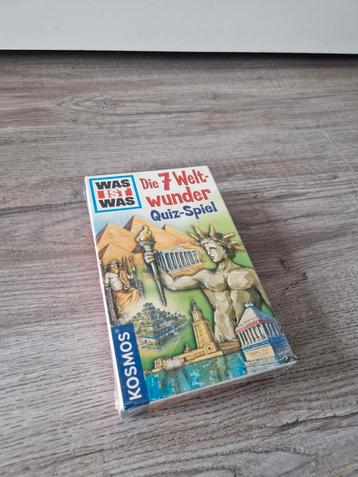 WAS
IST
WAS
Die 7 Welt-
wunder
Quiz-Spiel
KOSMOS